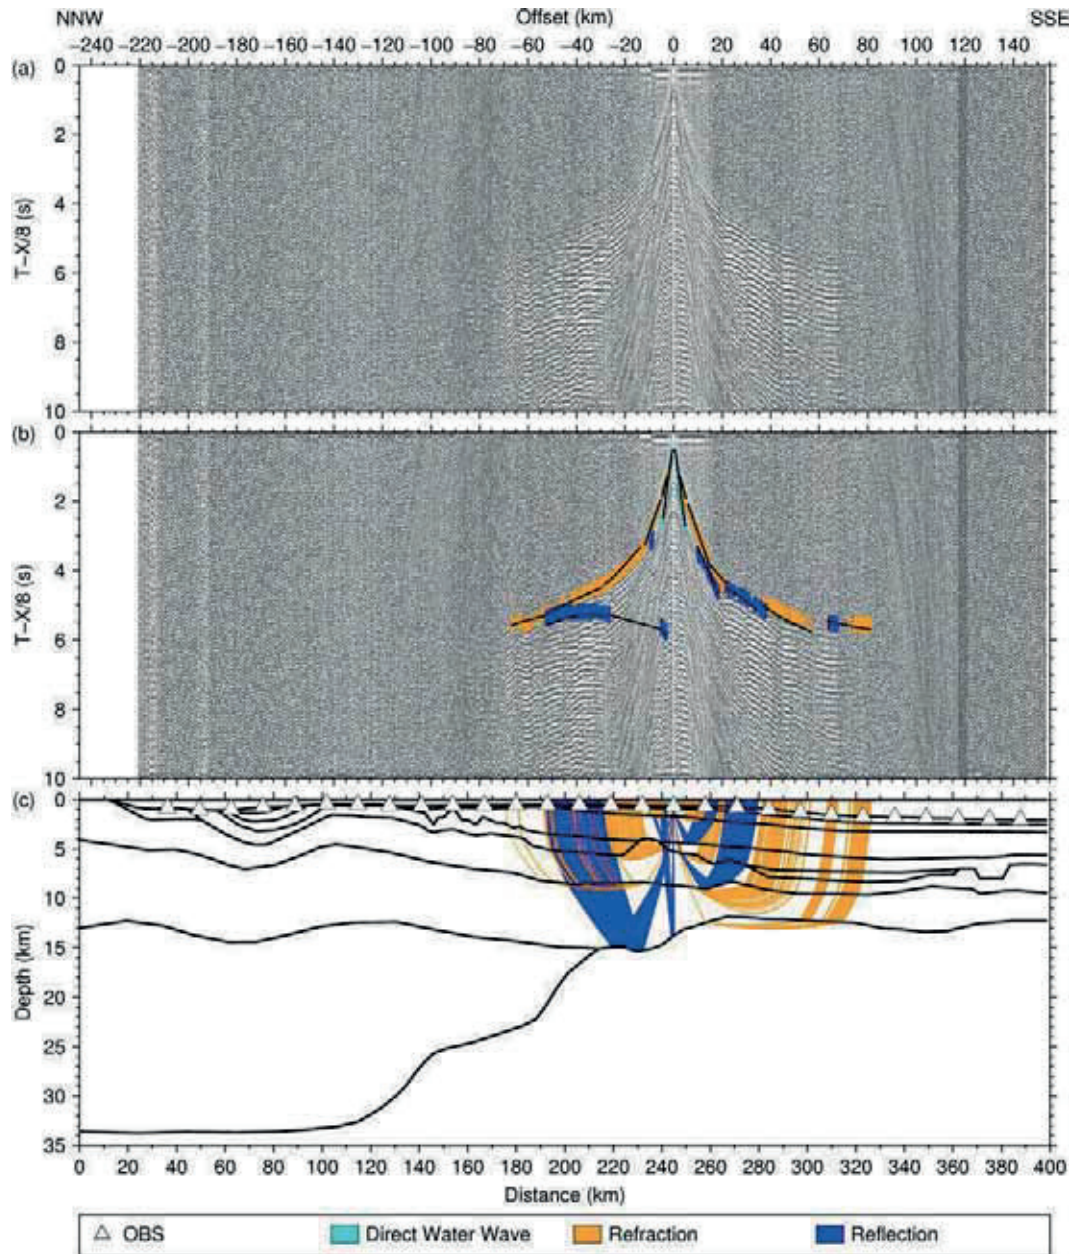 NNW Offset (km) SSE
−240 −220 −200 −180 −160 −140 −120 −100 −80 −60 −40 −20 0 20 40 60 80 100 120 140
(a)
0
2
4
6
8
10
T−X/8 (s)
(b)
0
2
4
6
8
10
T−X/8 (s)
(c)
0
5
10
15
20
25
30
35
Depth (km)
0 20 40 60 80 100 120 140 160 180 200 220 240 260 280 300 320 340 360 380 400
Distance (km)
OBS Direct Water Wave Refraction Reflection